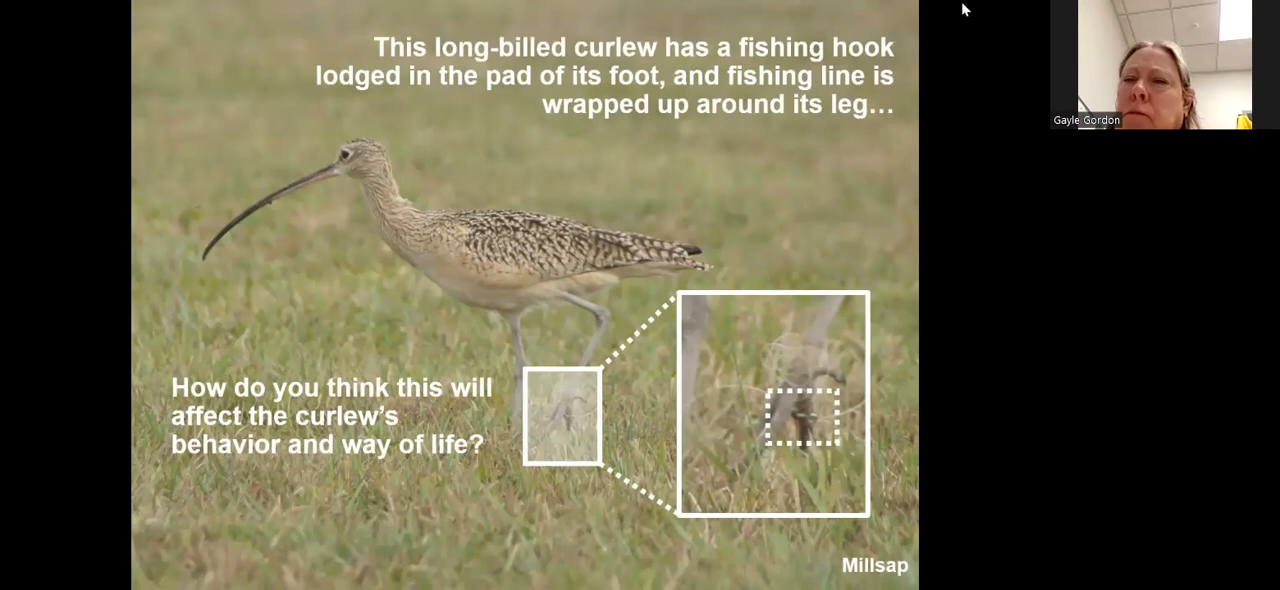 This long-billed curlew has a fishing hook
lodged in the pad of its foot, and fishing line is
wrapped up around its leg…
Gayle Gordon
How do you think this will
affect the curlew’s
behavior and way of life?
Millsap